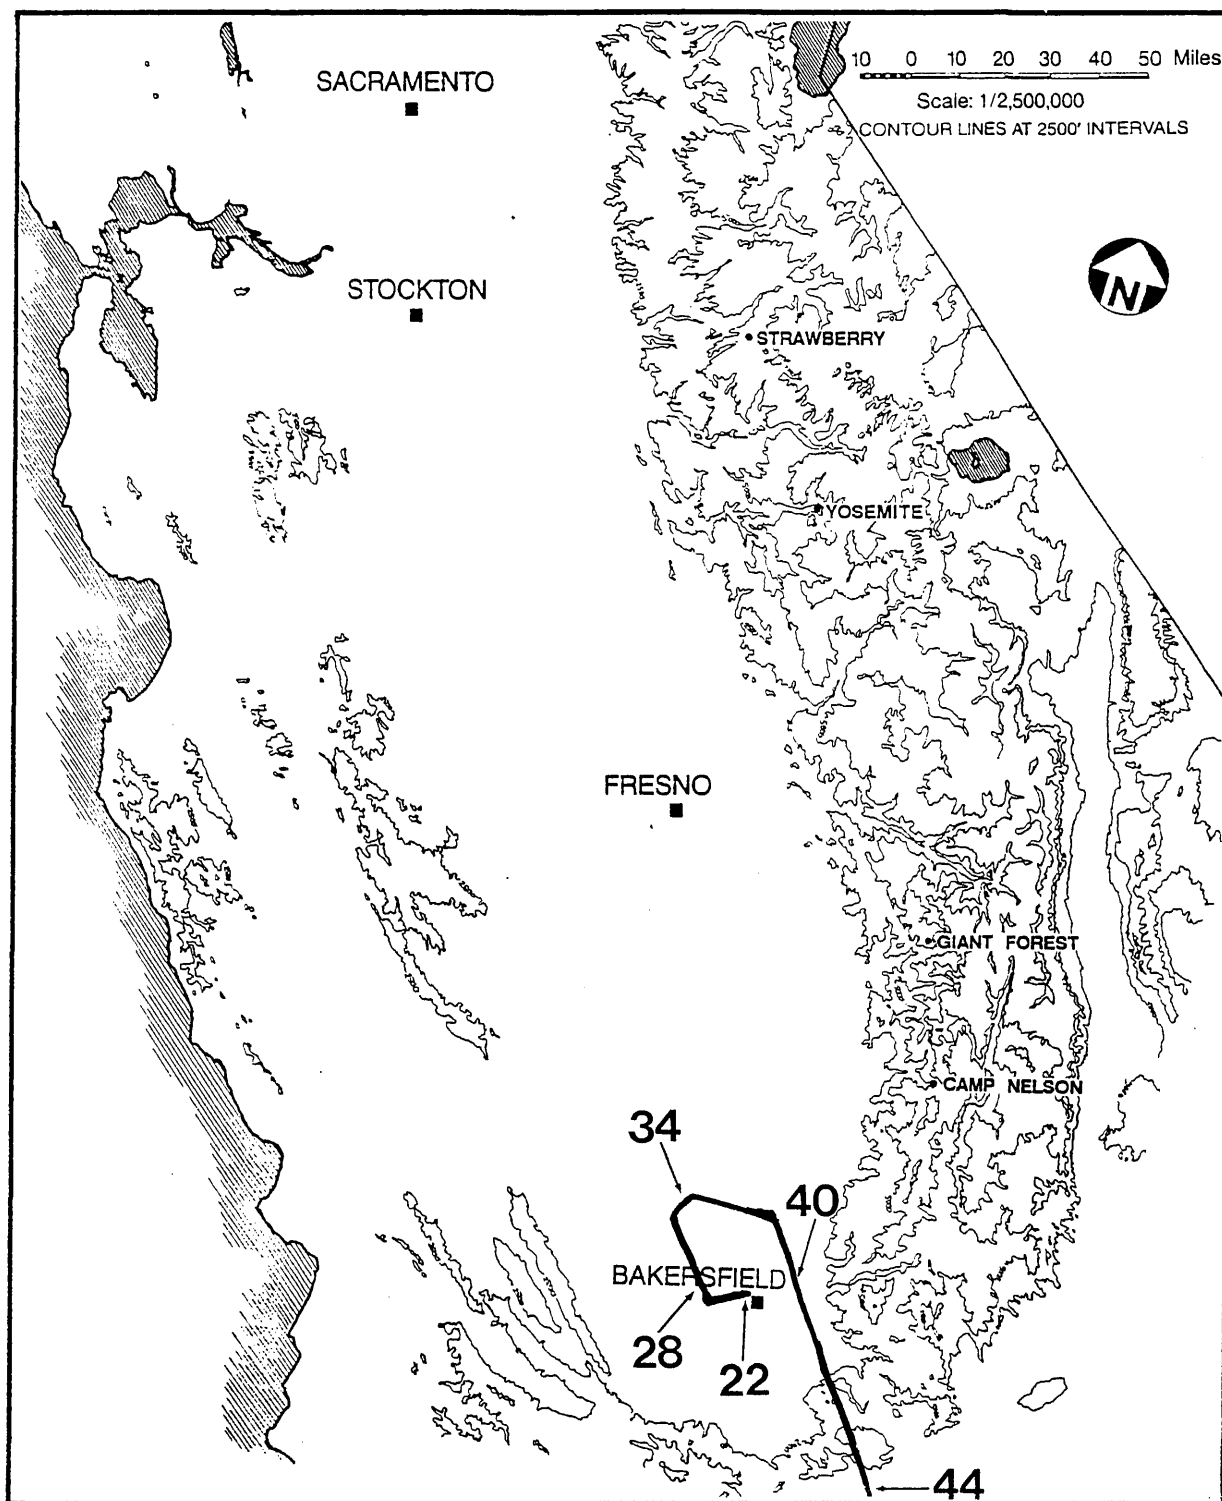 SACRAMENTO
10 0 10 20 30 40 50 Miles
Scale: 1/2,500,000
CONTOUR LINES AT 2500' INTERVALS
N
STOCKTON
STRAWBERRY
YOSEMITE
FRESNO
GIANT FOREST
CAMP NELSON
34
40
BAKERSFIELD
28
22
44